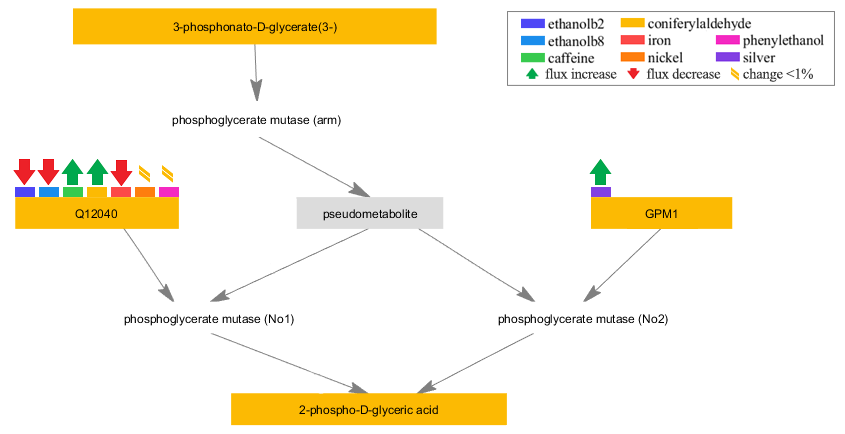 3-phosphonato-D-glycerate(3-)
ethanolb2 coniferylaldehyde
ethanolb8 iron phenylethanol
caffeine nickel silver
flux increase flux decrease change <1%
phosphoglycerate mutase (arm)
Q12040 pseudometabolite GPM1
phosphoglycerate mutase (No1) phosphoglycerate mutase (No2)
2-phospho-D-glyceric acid